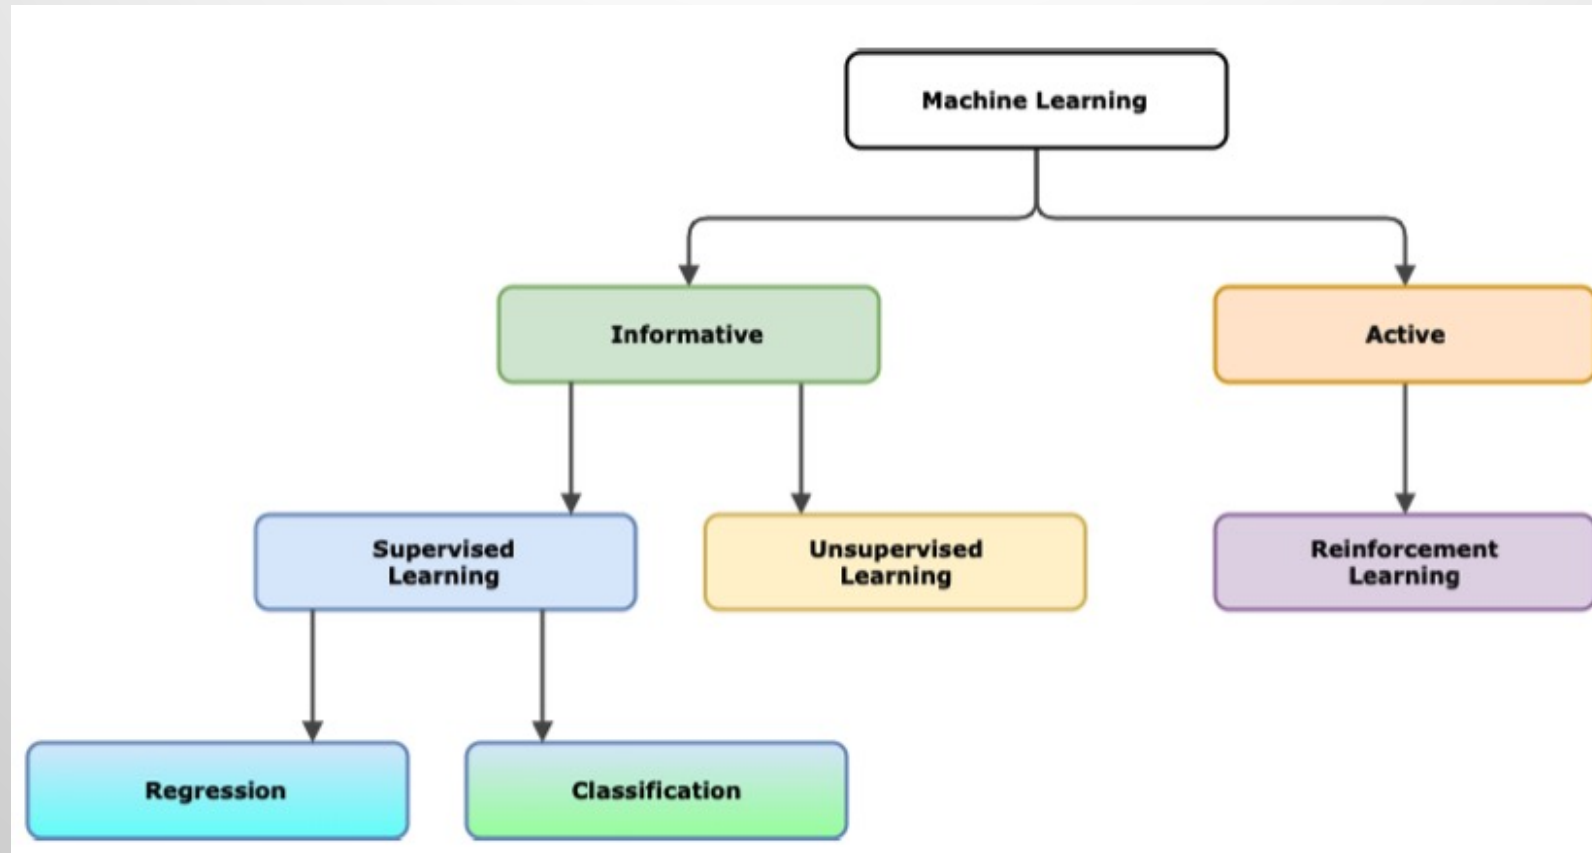 Machine Learning
Informative
Active
Supervised
Learning
Unsupervised
Learning
Reinforcement
Learning
Regression
Classification